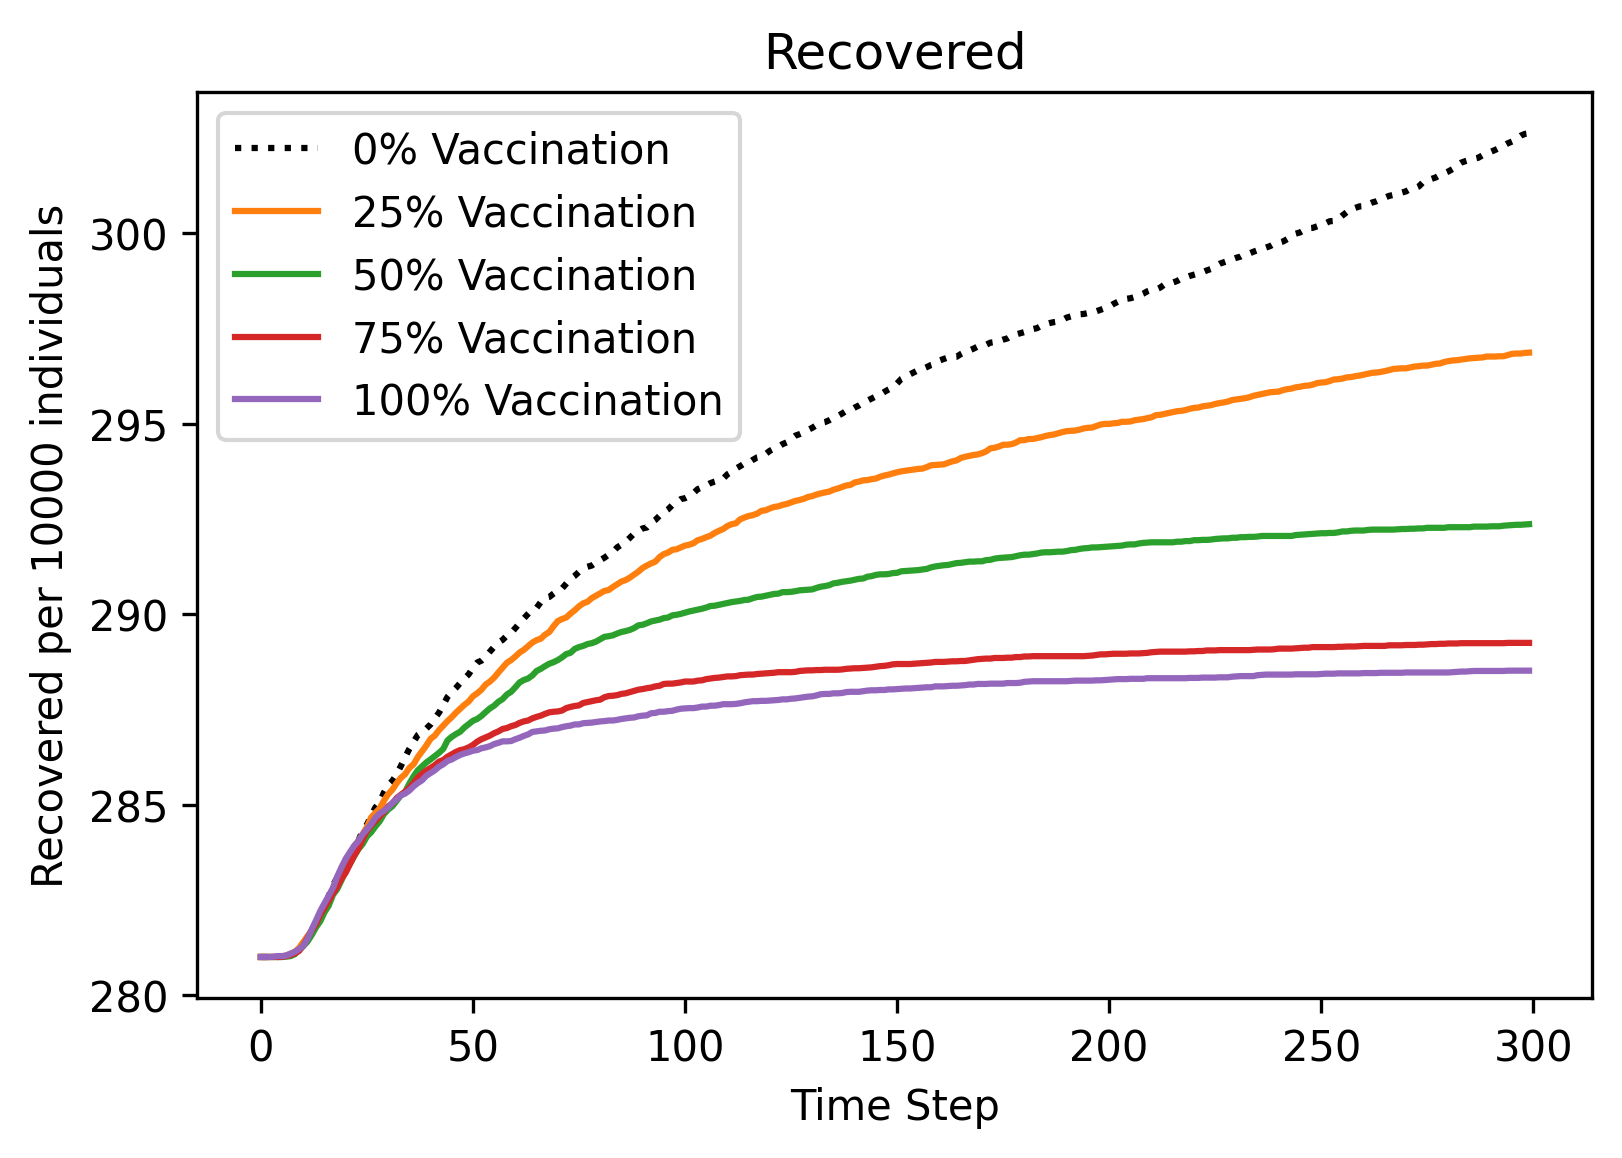 Recovered
0% Vaccination
25% Vaccination
50% Vaccination
75% Vaccination
100% Vaccination
Recovered per 10000 individuals
300
295
290
285
280
0 50 100 150 200 250 300
Time Step